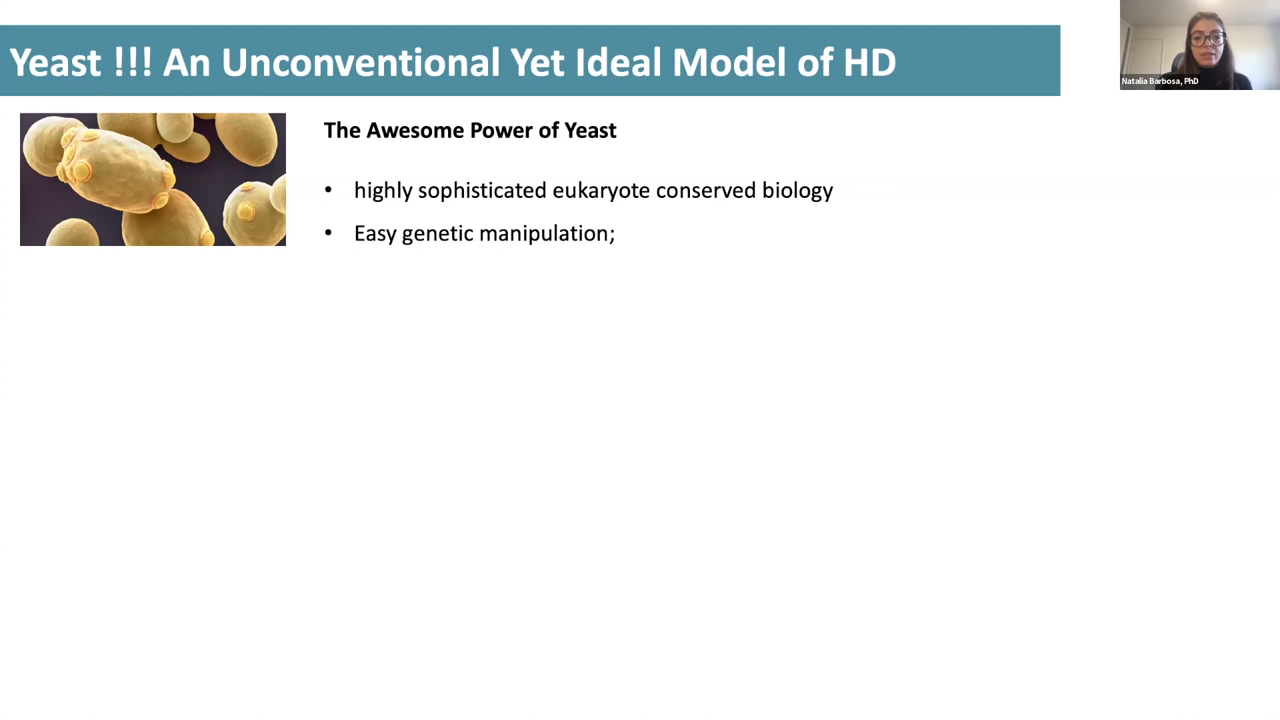 Yeast !!! An Unconventional Yet Ideal Model of HD
Natalia Barbosa, PhD
The Awesome Power of Yeast
• highly sophisticated eukaryote conserved biology
• Easy genetic manipulation;